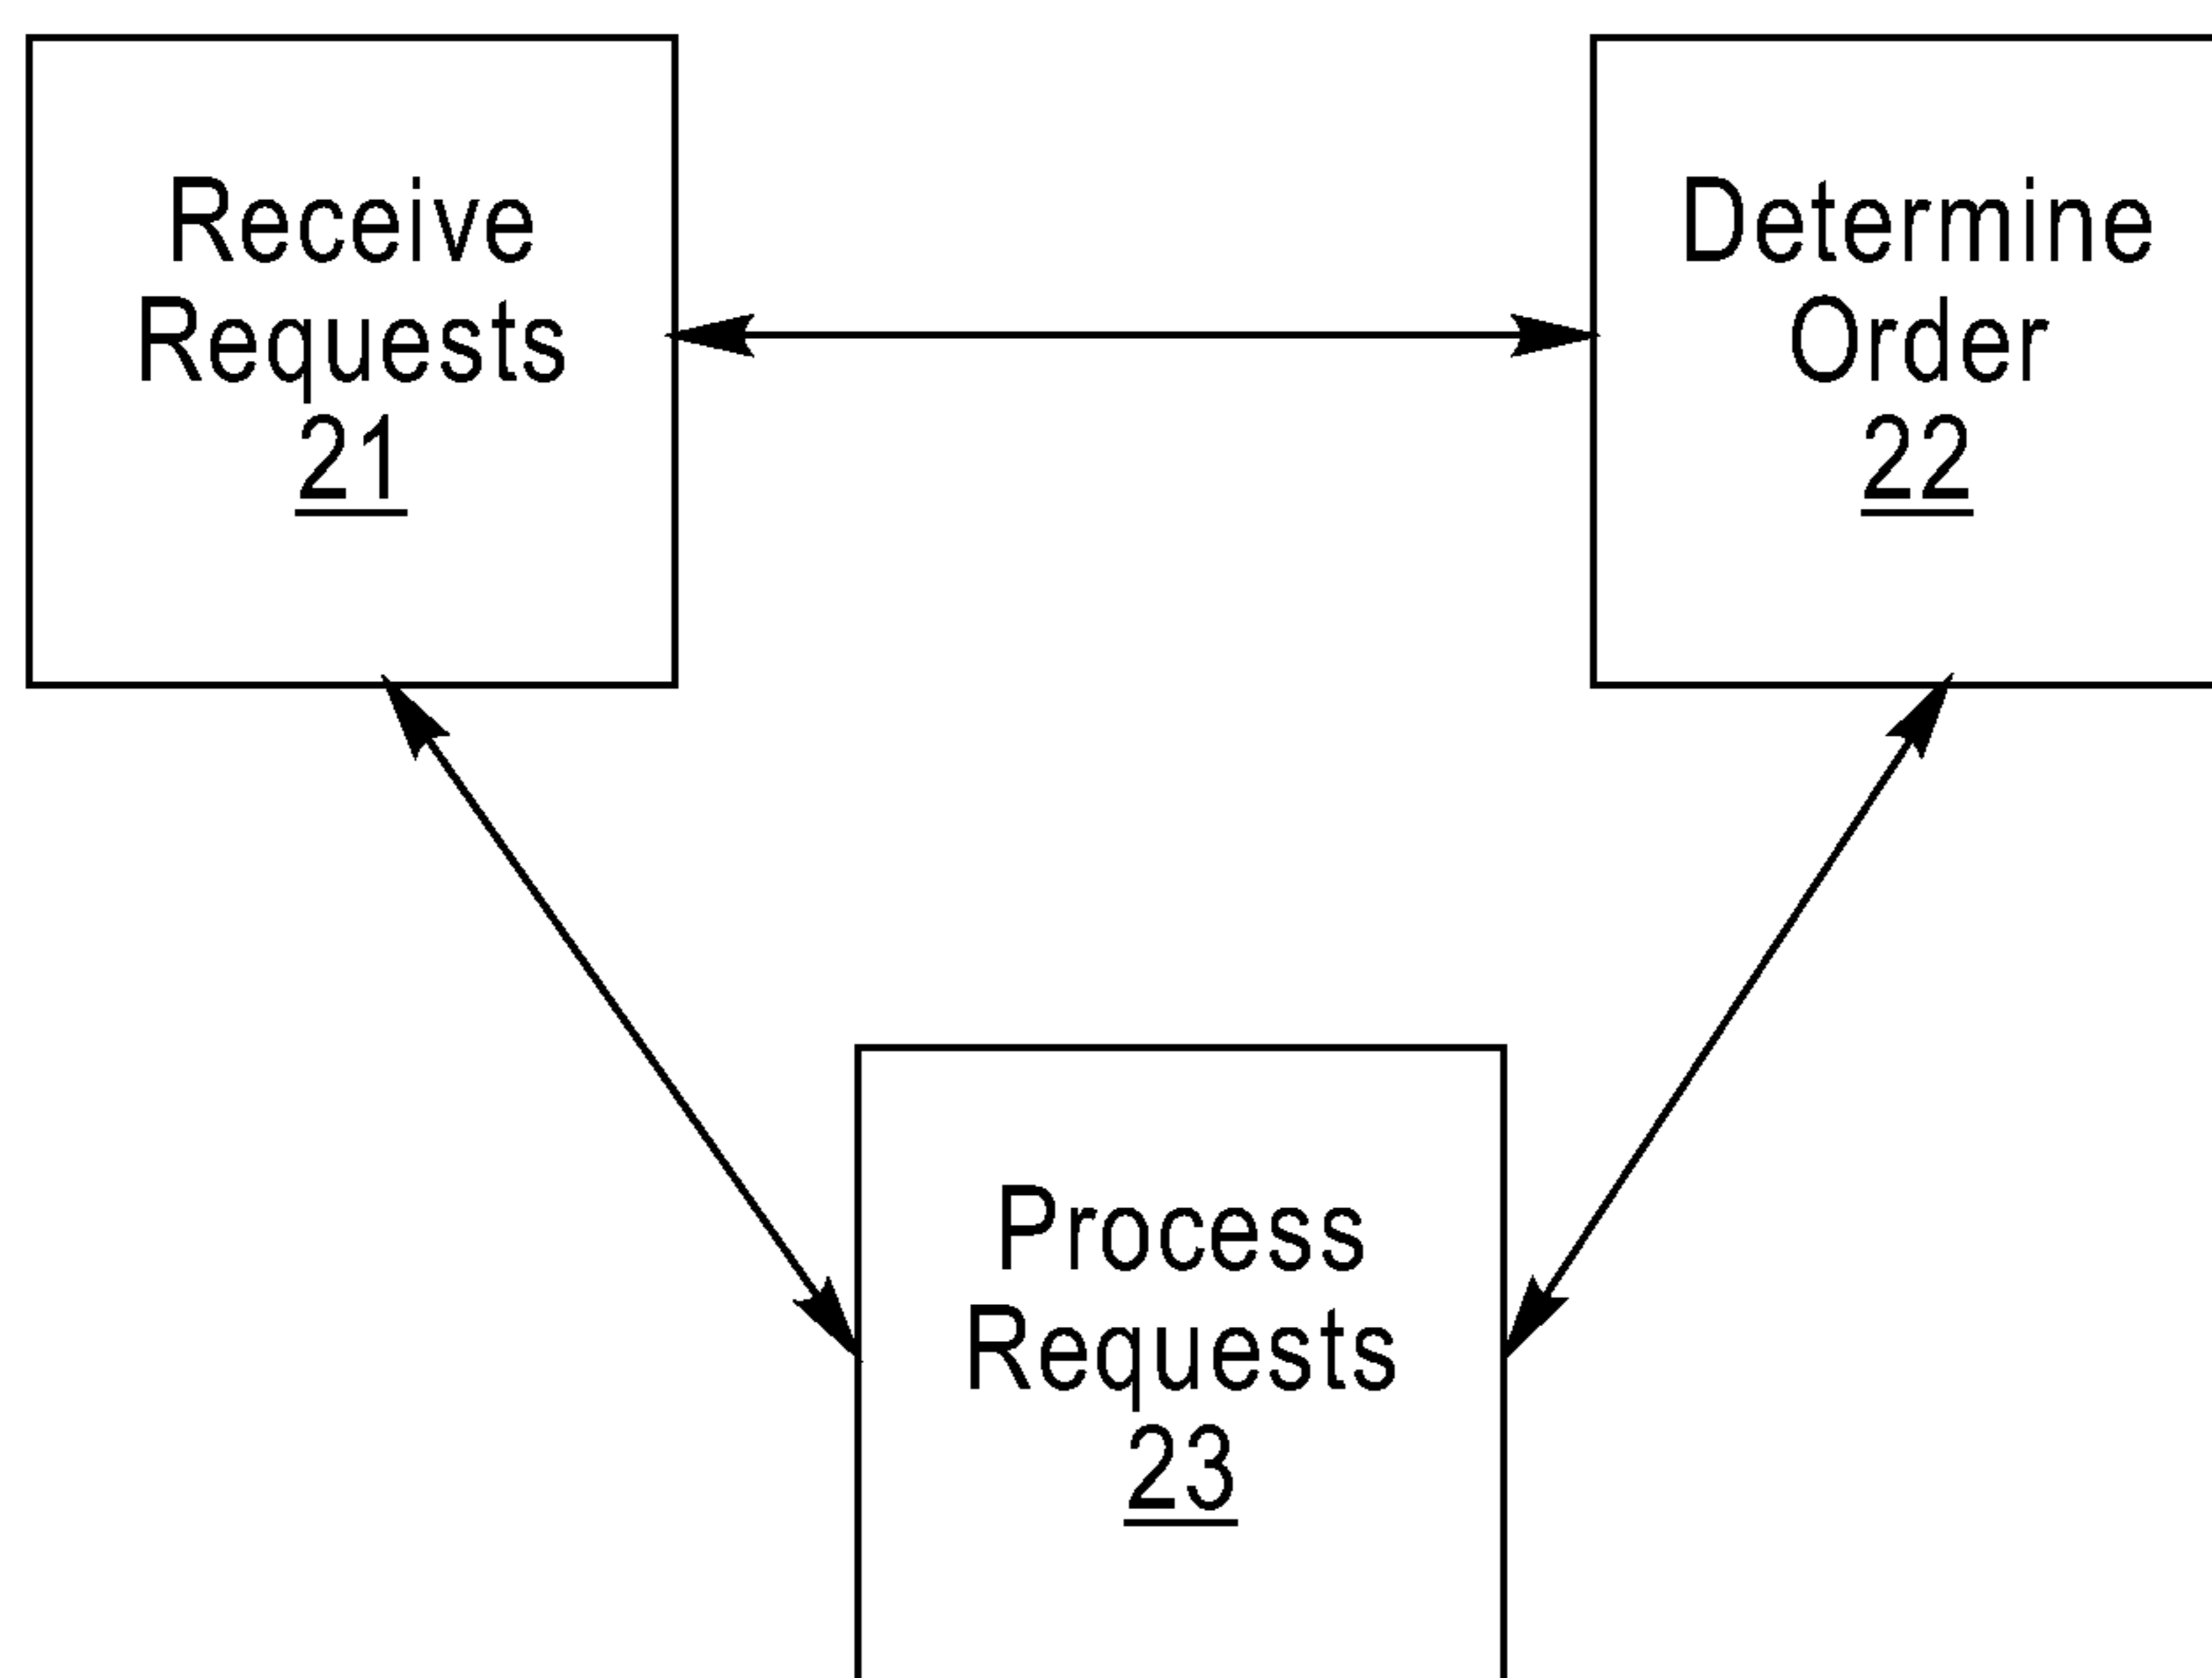 Receive
Requests
21
Determine
Order
22
Process
Requests
23